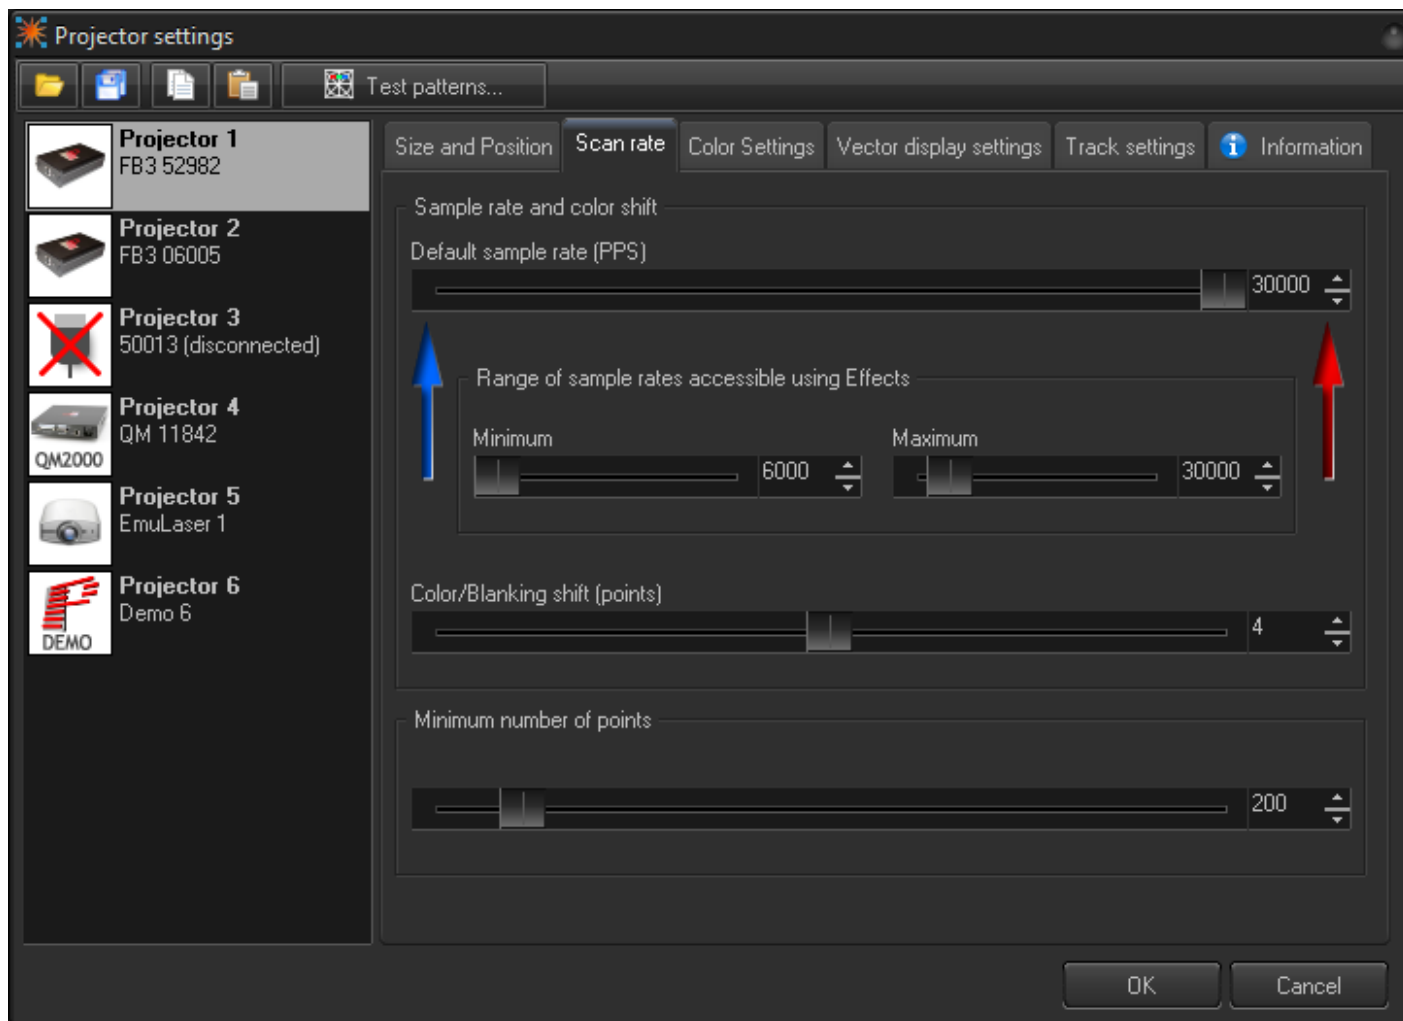 Projector settings
Test patterns...
Projector 1
FB3 52982
Projector 2
FB3 06005
Projector 3
50013 (disconnected)
Projector 4
QM 11842
QM2000
Projector 5
EmuLaser 1
Projector 6
Demo 6
DEMO
Size and Position
Scan rate
Color Settings
Vector display settings
Track settings
Information
Sample rate and color shift
Default sample rate (PPS)
30000
Range of sample rates accessible using Effects
Minimum
6000
Maximum
30000
Color/Blanking shift (points)
4
Minimum number of points
200
OK
Cancel